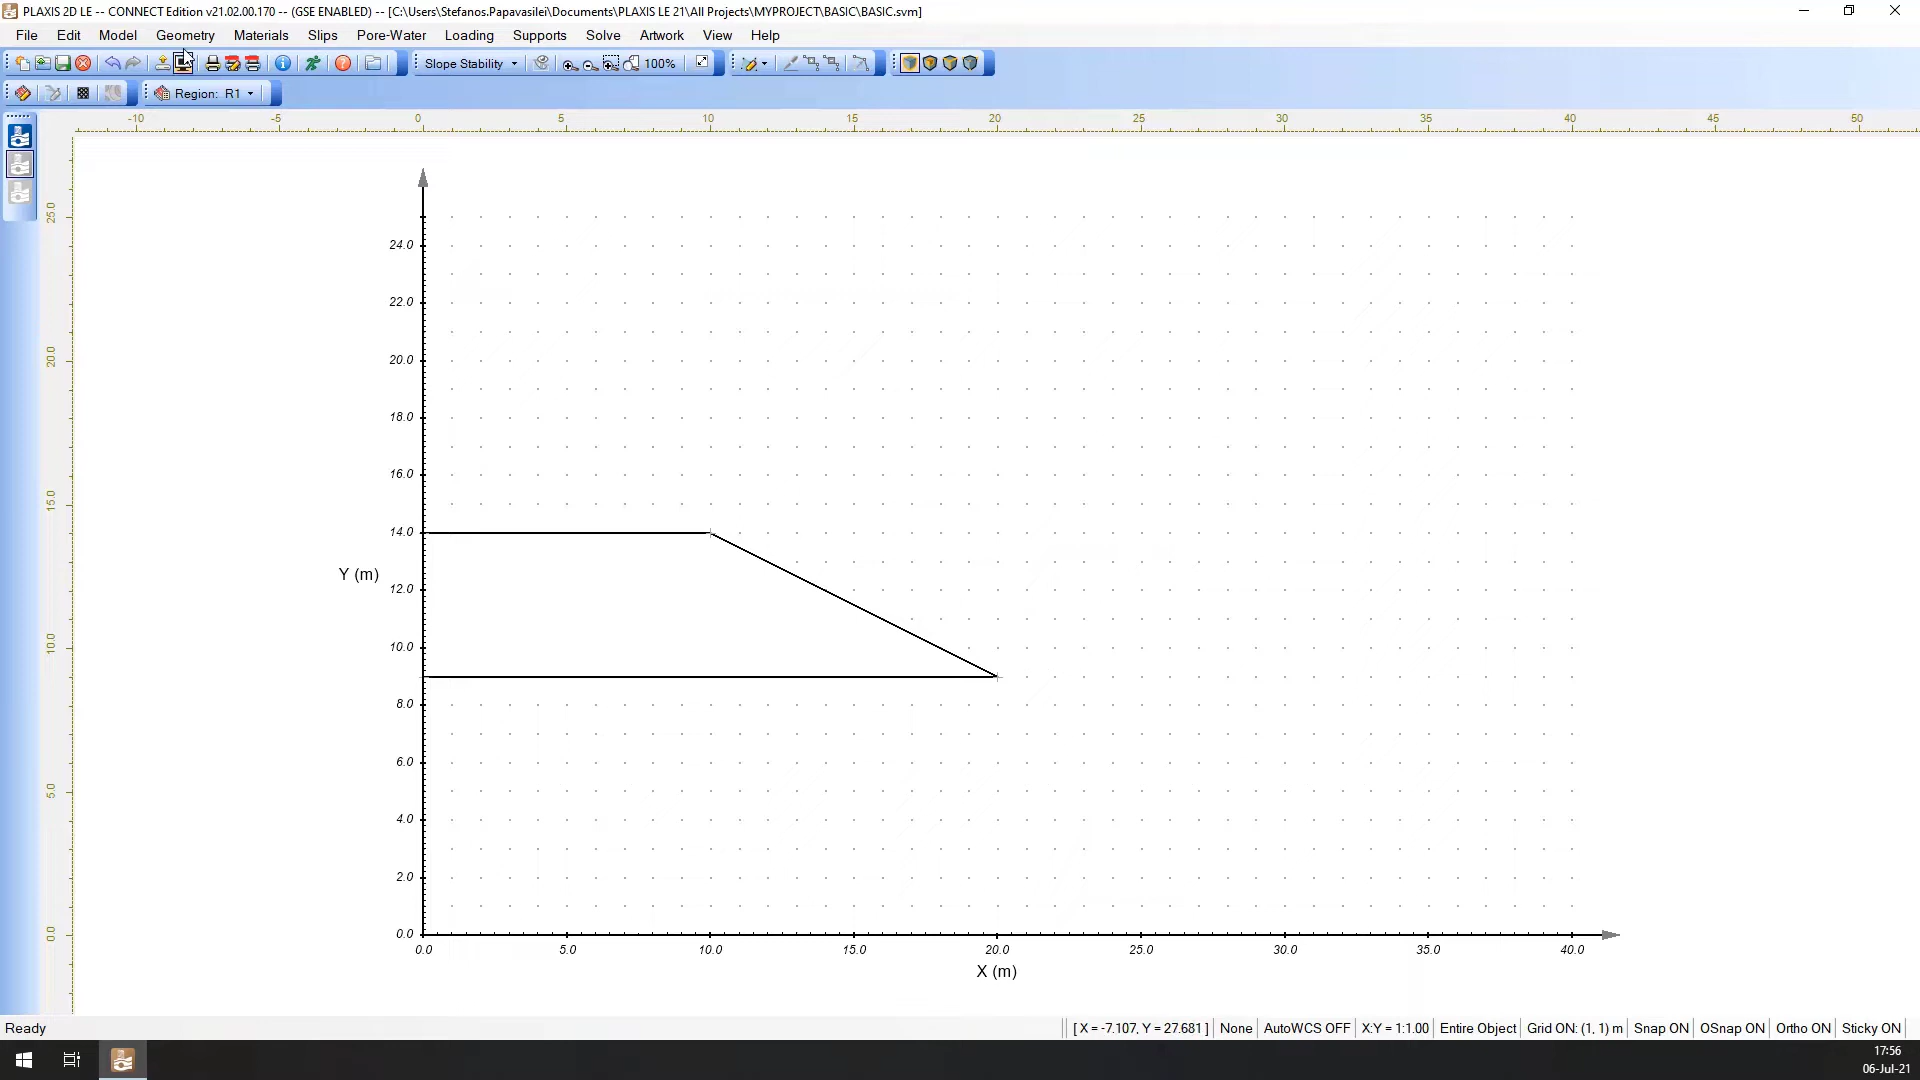 PLAXIS 2D LE -- CONNECT Edition v21.02.00.170 -- (GSE ENABLED) -- [C:\Users\Stefanos.Papavasilei\Documents\PLAXIS LE 21\All Projects\MYPROJECT\BASIC\BASIC.svm]
File Edit Model Geometry Materials Slips Pore-Water Loading Supports Solve Artwork View Help
Slope Stability 100%
Region: R1
-10 -5 0 5 10 15 20 25 30 35 40 45 50
25.0
20.0
15.0
10.0
5.0
0.0
24.0
22.0
20.0
18.0
16.0
14.0
Y (m)
12.0
10.0
8.0
6.0
4.0
2.0
0.0
0.0 5.0 10.0 15.0 20.0 25.0 30.0 35.0 40.0
X (m)
Ready [ X = -7.107, Y = 27.681 ] None AutoWCS OFF X:Y = 1:1.00 Entire Object Grid ON: (1, 1) m Snap ON OSnap ON Ortho ON Sticky ON
17:56
06-Jul-21